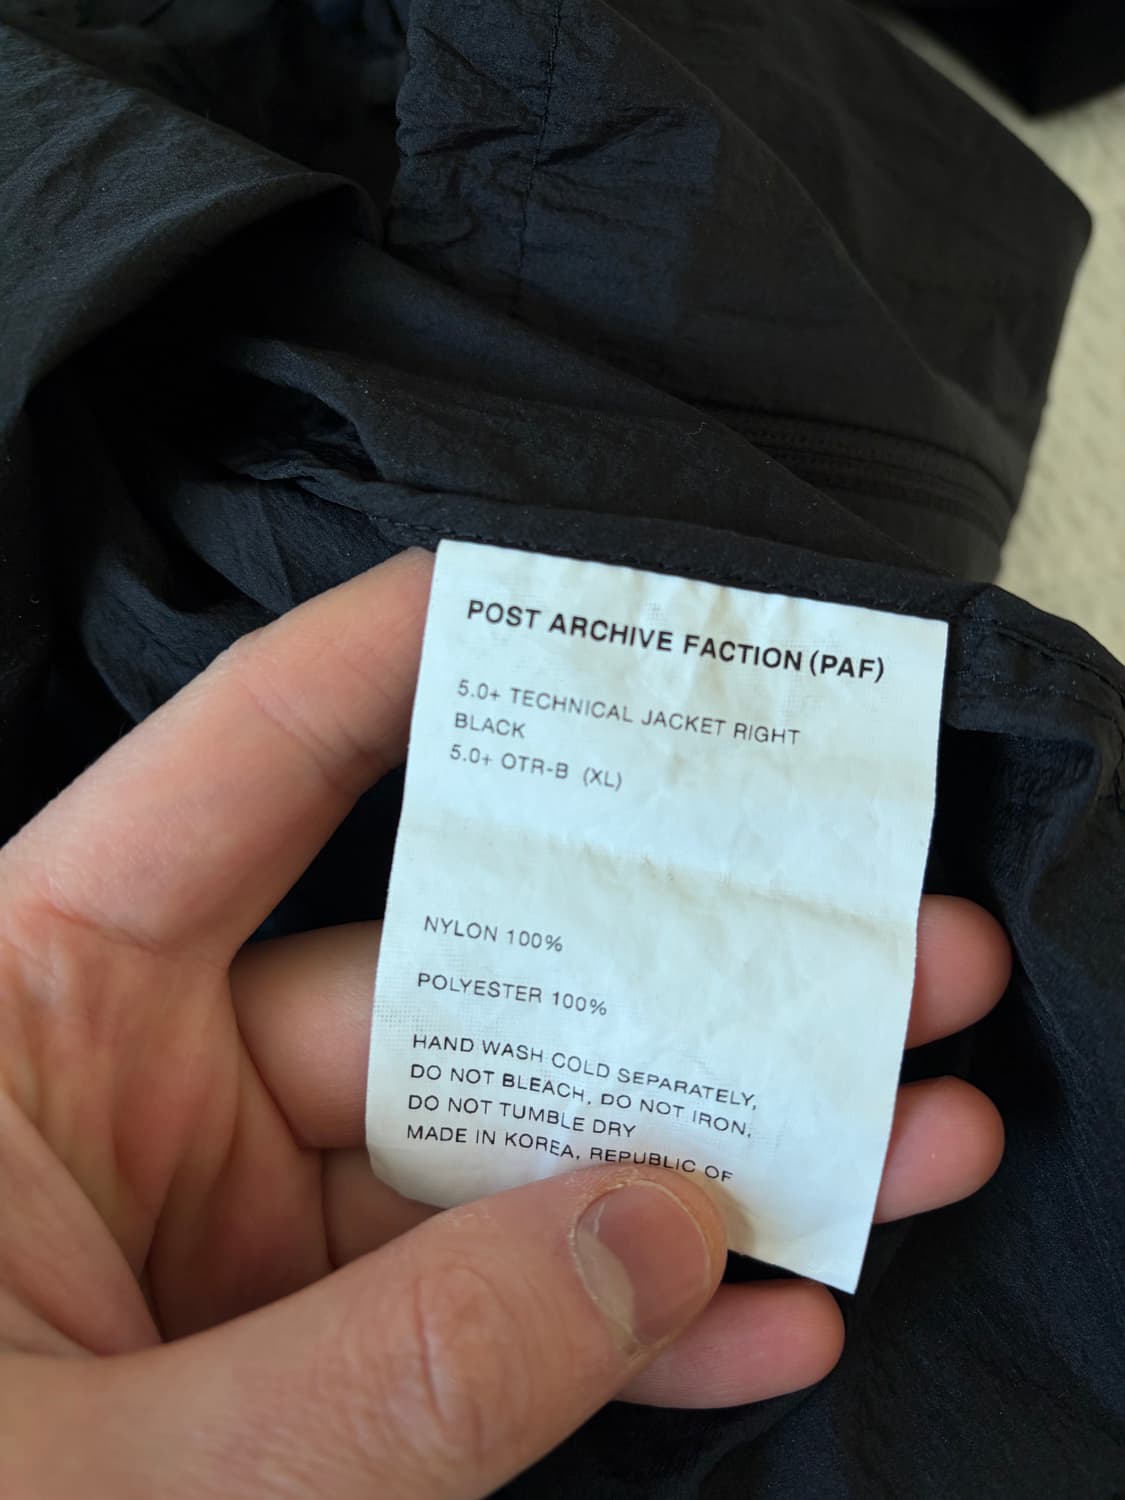 POST ARCHIVE FACTION (PAF)
5.0+ TECHNICAL JACKET RIGHT
BLACK
5.0+ OTR-B (XL)
NYLON 100%
POLYESTER 100%
HAND WASH COLD SEPARATELY,
DO NOT BLEACH, DO NOT IRON,
DO NOT TUMBLE DRY
MADE IN KOREA, REPUBLIC OF